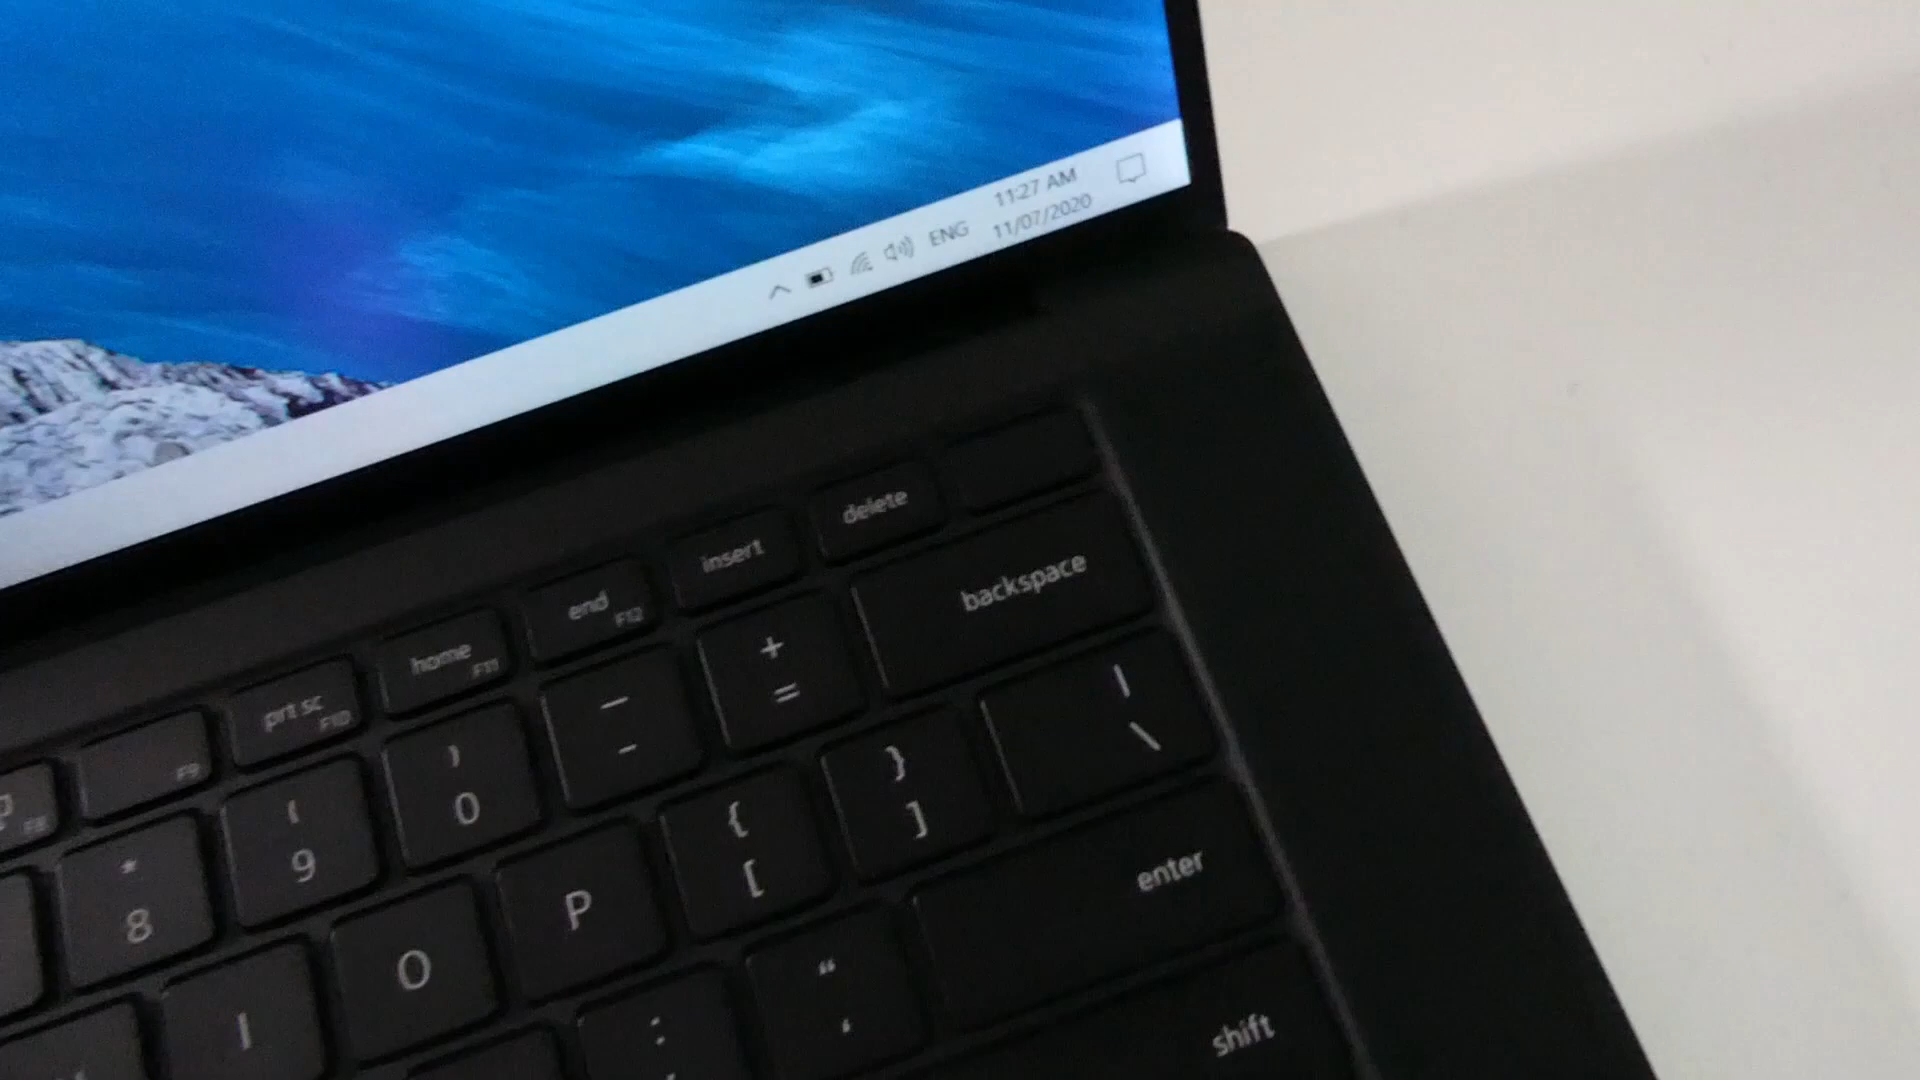 11:27 AM
ENG 11/07/2020
delete
insert
end F12
home F11
prt sc F10
F9
F8
backspace
+
=
—
-
)
0
(
9
*
8
|
\
}
]
{
[
P
O
I
enter
“
‘
:
;
shift